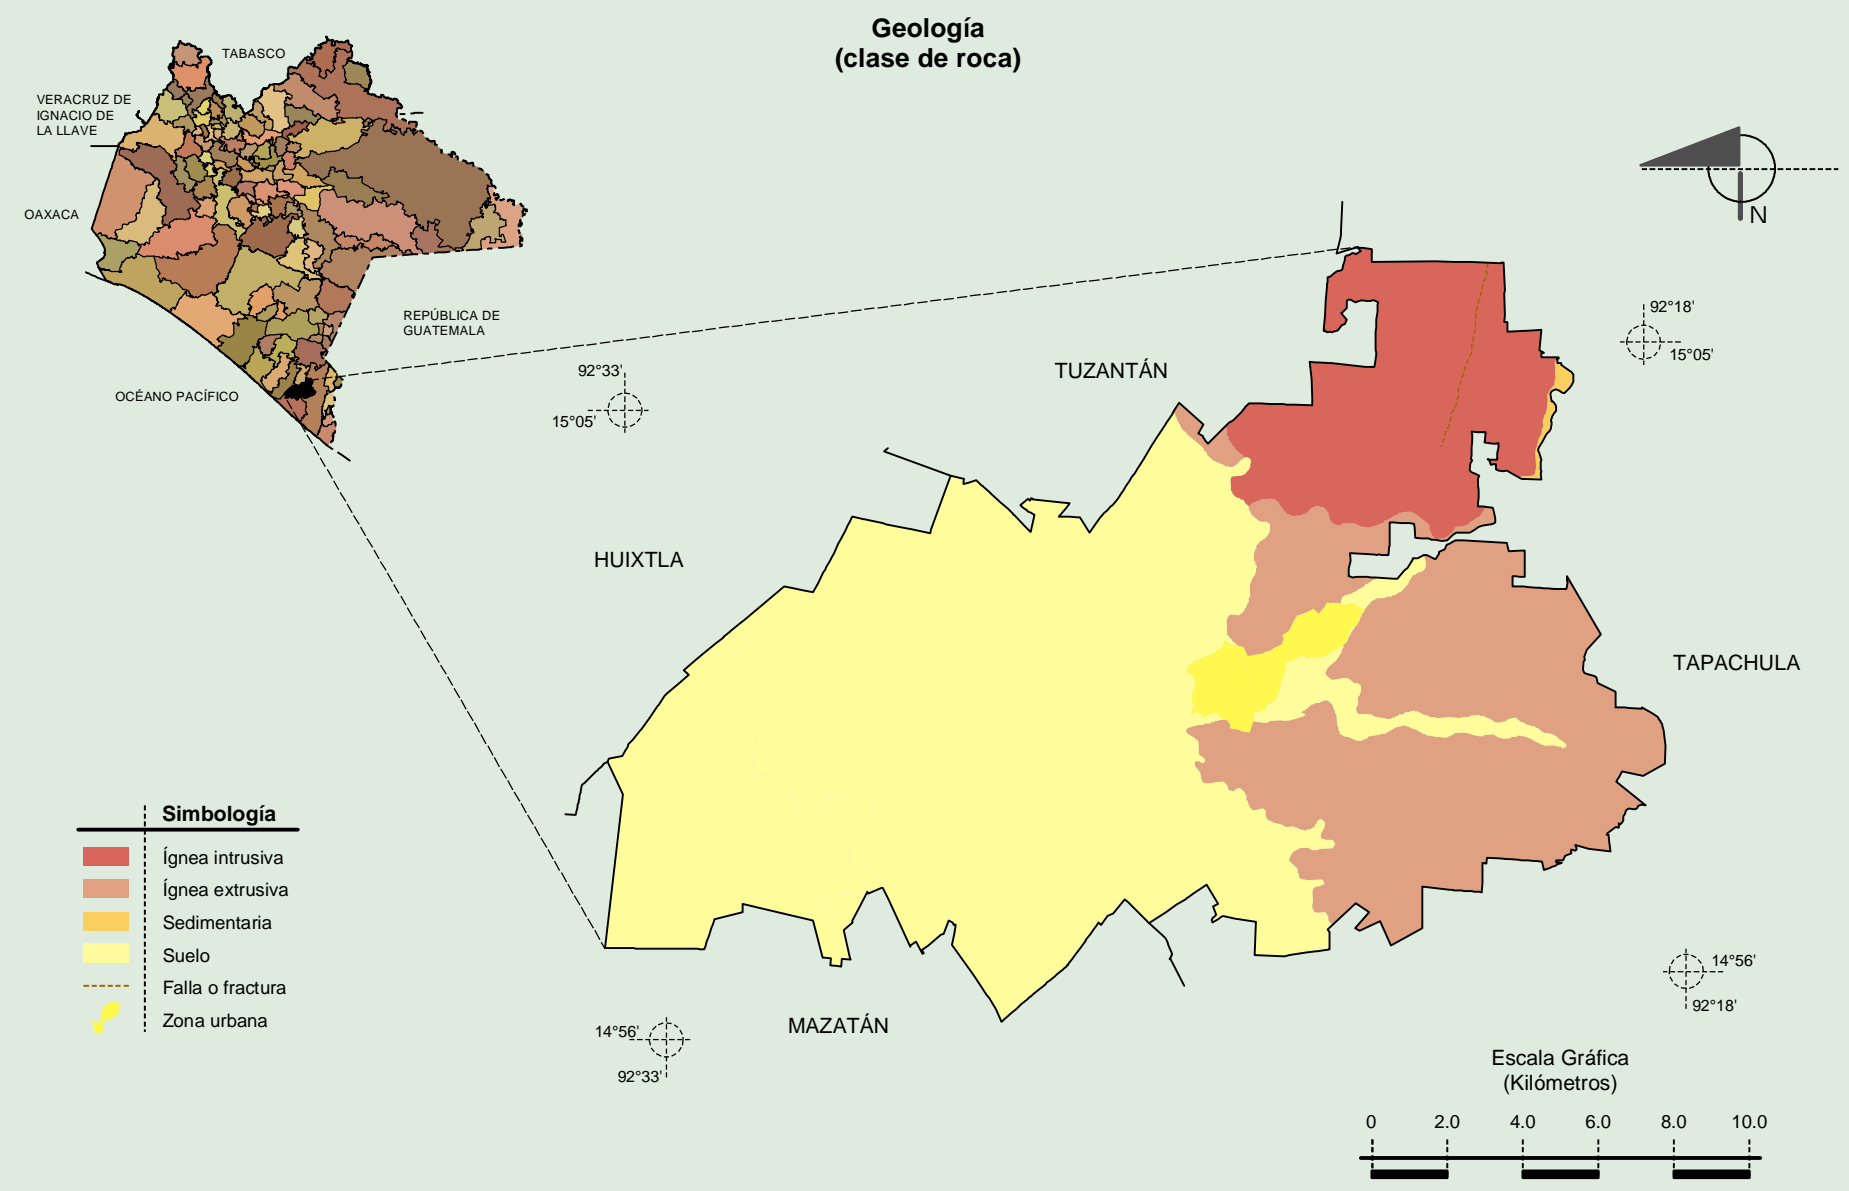 Geología
(clase de roca)
TABASCO
VERACRUZ DE
IGNACIO DE
LA LLAVE
OAXACA
REPÚBLICA DE
GUATEMALA
OCÉANO PACÍFICO
N
92°18'
15°05'
92°33'
15°05'
TUZANTÁN
HUIXTLA
TAPACHULA
MAZATÁN
14°56'
92°33'
14°56'
92°18'
Simbología
Ígnea intrusiva
Ígnea extrusiva
Sedimentaria
Suelo
Falla o fractura
Zona urbana
Escala Gráfica
(Kilómetros)
0 2.0 4.0 6.0 8.0 10.0